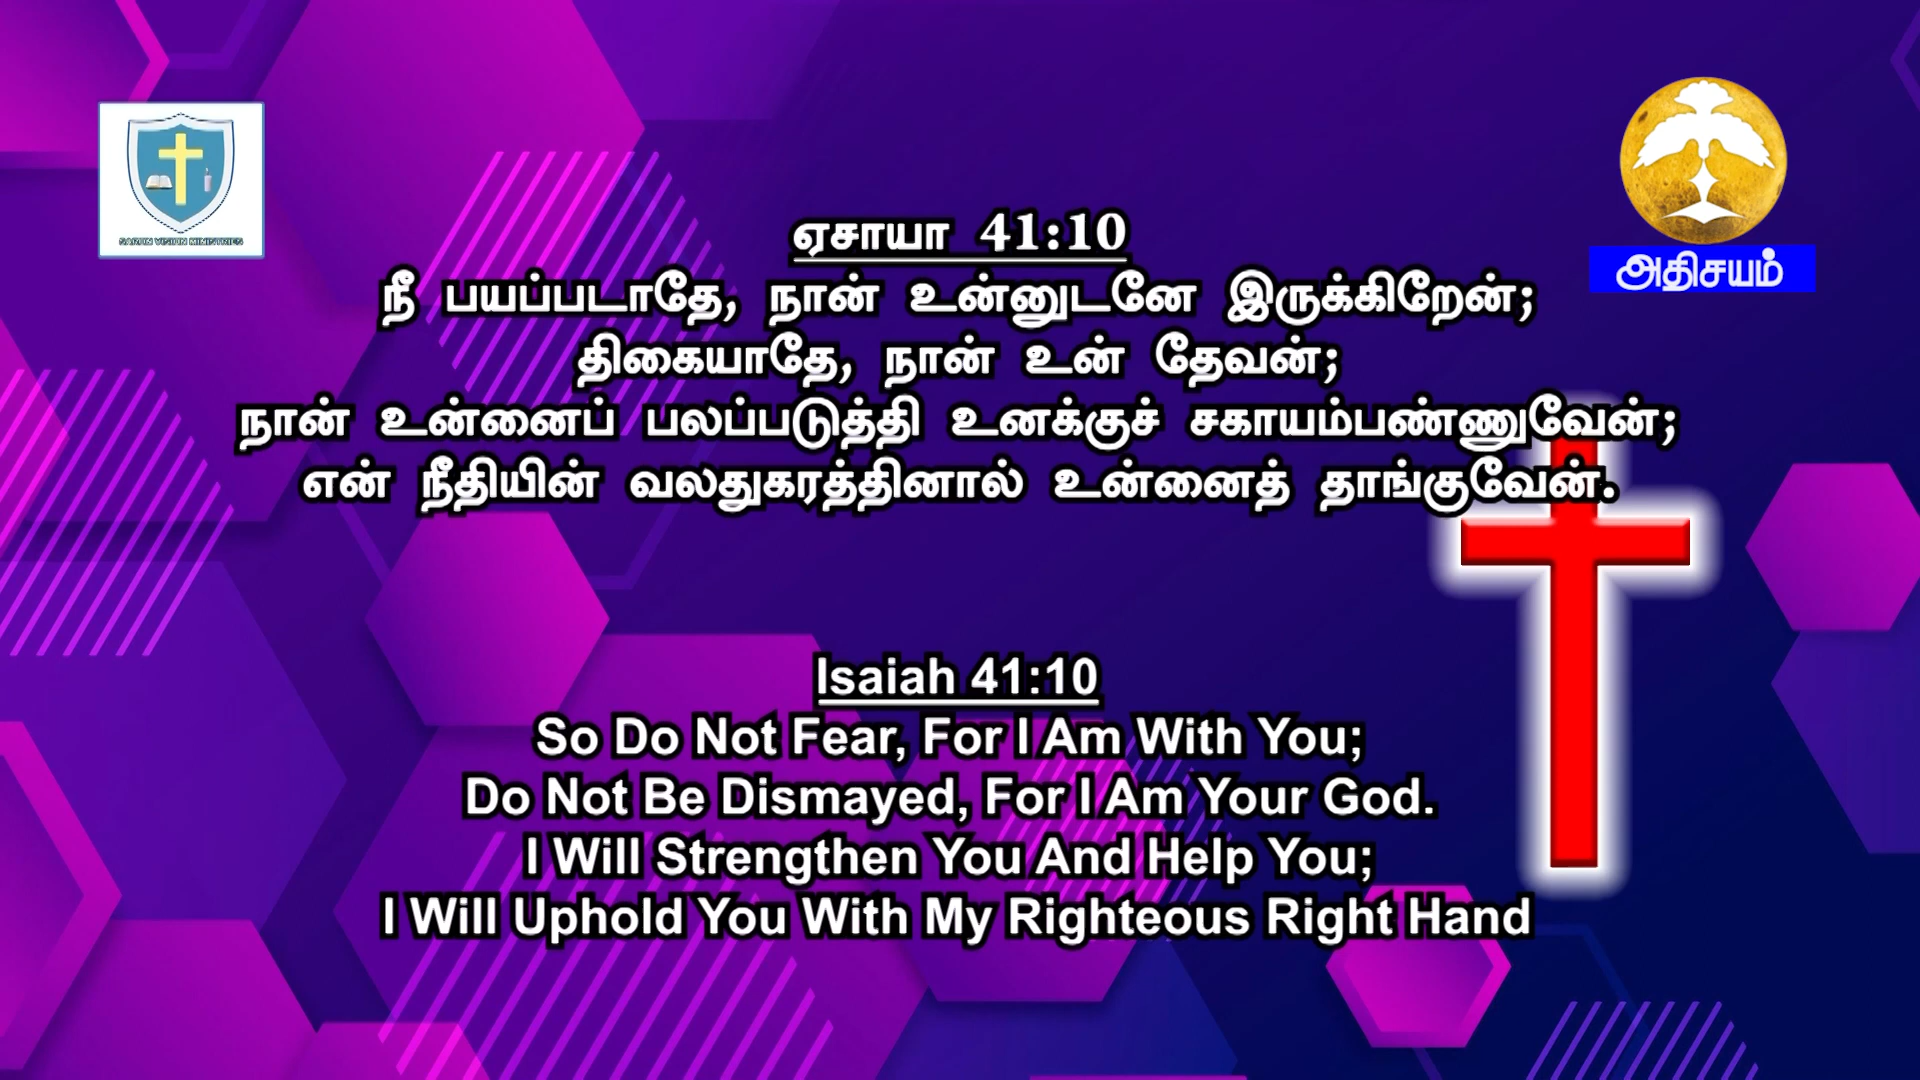 ஏசாயா 41:10
நீ பயப்படாதே, நான் உன்னுடனே இருக்கிறேன்;
திகையாதே, நான் உன் தேவன்;
நான் உன்னைப் பலப்படுத்தி உனக்குச் சகாயம்பண்ணுவேன்;
என் நீதியின் வலதுகரத்தினால் உன்னைத் தாங்குவேன்.
அதிசயம்
Isaiah 41:10
So Do Not Fear, For I Am With You;
Do Not Be Dismayed, For I Am Your God.
I Will Strengthen You And Help You;
I Will Uphold You With My Righteous Right Hand